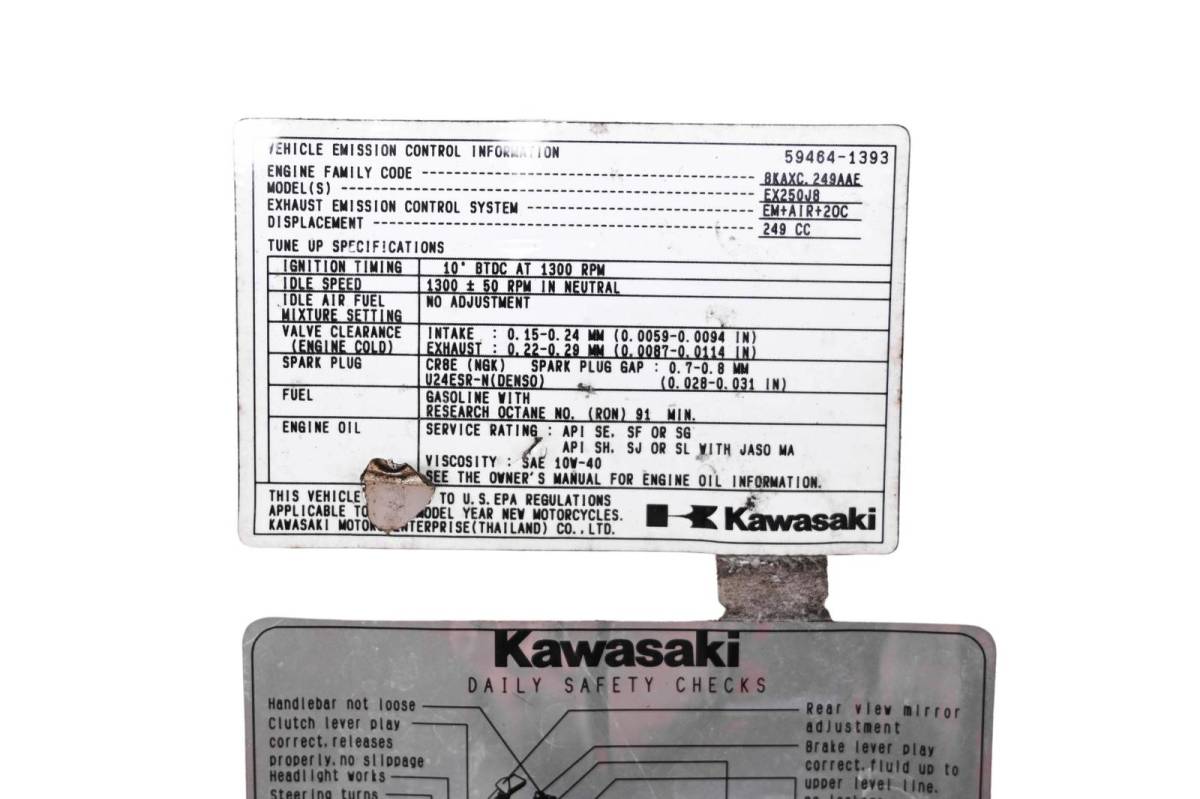 VEHICLE EMISSION CONTROL INFORMATION
59464-1393
ENGINE FAMILY CODE 8KAXC.249AAE
MODEL(S) EX250J8
EXHAUST EMISSION CONTROL SYSTEM EM+AIR+2OC
DISPLACEMENT 249 CC
TUNE UP SPECIFICATIONS
IGNITION TIMING 10° BTDC AT 1300 RPM
IDLE SPEED 1300 ± 50 RPM IN NEUTRAL
IDLE AIR FUEL NO ADJUSTMENT
MIXTURE SETTING
VALVE CLEARANCE INTAKE : 0.15-0.24 MM (0.0059-0.0094 IN)
(ENGINE COLD) EXHAUST : 0.22-0.29 MM (0.0087-0.0114 IN)
SPARK PLUG CR8E (NGK) SPARK PLUG GAP : 0.7-0.8 MM
U24ESR-N(DENSO) (0.028-0.031 IN)
FUEL GASOLINE WITH
RESEARCH OCTANE NO. (RON) 91 MIN.
ENGINE OIL SERVICE RATING : API SE, SF OR SG
API SH, SJ OR SL WITH JASO MA
VISCOSITY : SAE 10W-40
SEE THE OWNER'S MANUAL FOR ENGINE OIL INFORMATION.
THIS VEHICLE TO U.S.EPA REGULATIONS
APPLICABLE TO MODEL YEAR NEW MOTORCYCLES.
KAWASAKI MOTORS ENTERPRISE(THAILAND) CO.,LTD.
Kawasaki
Kawasaki
DAILY SAFETY CHECKS
Handlebar not loose
Clutch lever play
correct, releases
properly, no slippage
Headlight works
Steering turns
Rear view mirror
adjustment
Brake lever play
correct, fluid up to
upper level line.